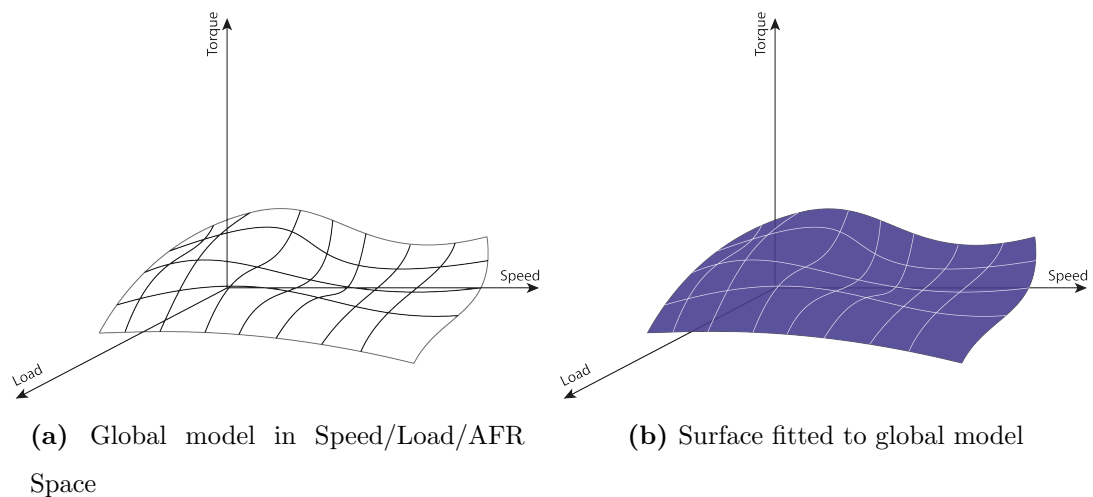 Torque
Speed
Load
(a) Global model in Speed/Load/AFR
Space
Torque
Speed
Load
(b) Surface fitted to global model